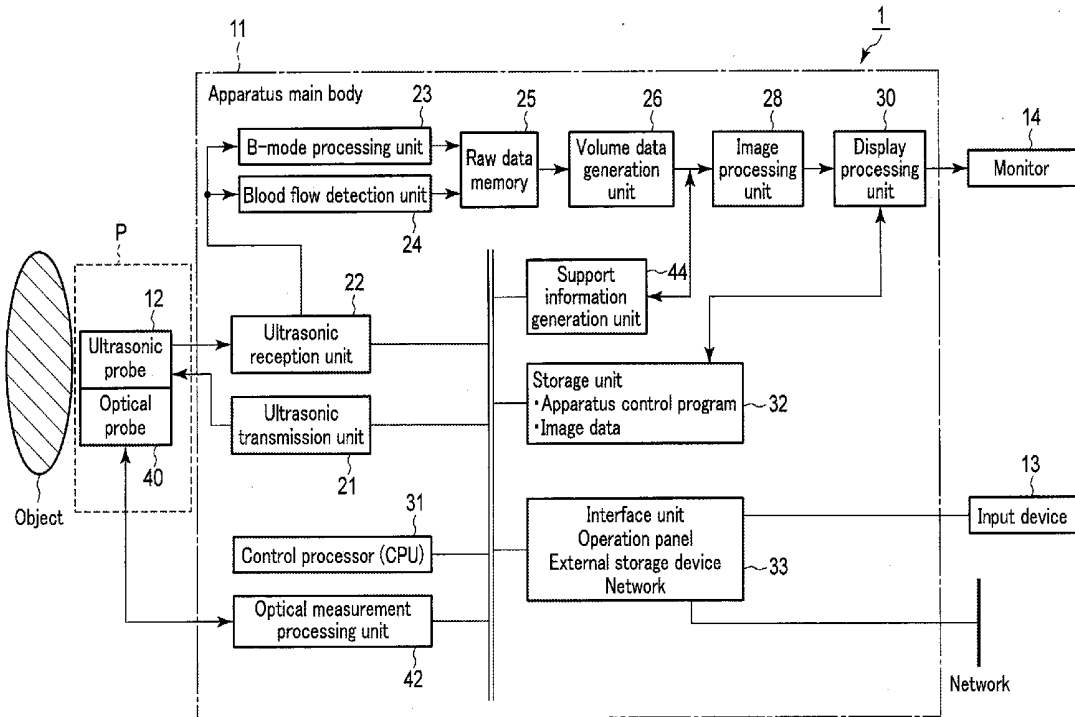 1
11
Apparatus main body
23
25
26
28
30
14
B-mode processing unit
Blood flow detection unit
24
Raw data
memory
Volume data
generation
unit
Image
processing
unit
Display
processing
unit
Monitor
P
12
Ultrasonic
probe
Optical
probe
40
Object
22
Ultrasonic
reception unit
Ultrasonic
transmission unit
21
44
Support
information
generation unit
Storage unit
・Apparatus control program
・Image data
32
31
Control processor (CPU)
Optical measurement
processing unit
42
Interface unit
Operation panel
External storage device
Network
33
13
Input device
Network